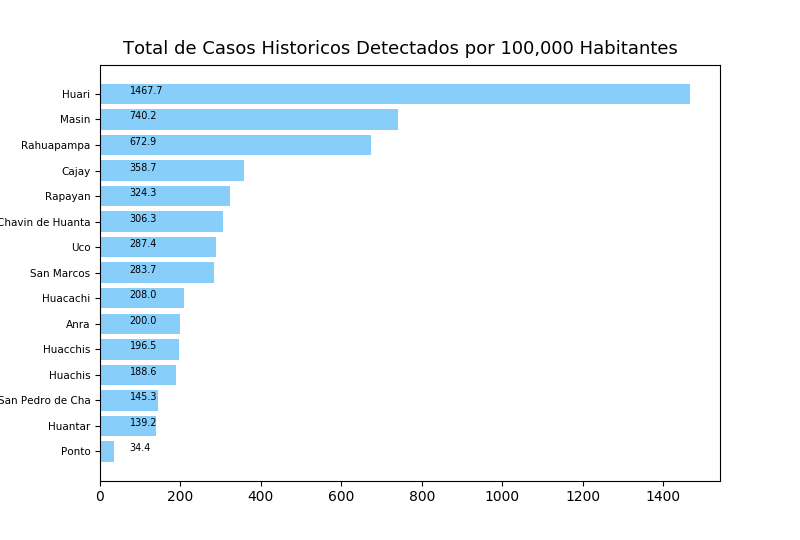 Total de Casos Historicos Detectados por 100,000 Habitantes
Huari 1467.7
Masin 740.2
Rahuapampa 672.9
Cajay 358.7
Rapayan 324.3
Chavin de Huanta 306.3
Uco 287.4
San Marcos 283.7
Huacachi 208.0
Anra 200.0
Huacchis 196.5
Huachis 188.6
San Pedro de Cha 145.3
Huantar 139.2
Ponto 34.4
0 200 400 600 800 1000 1200 1400